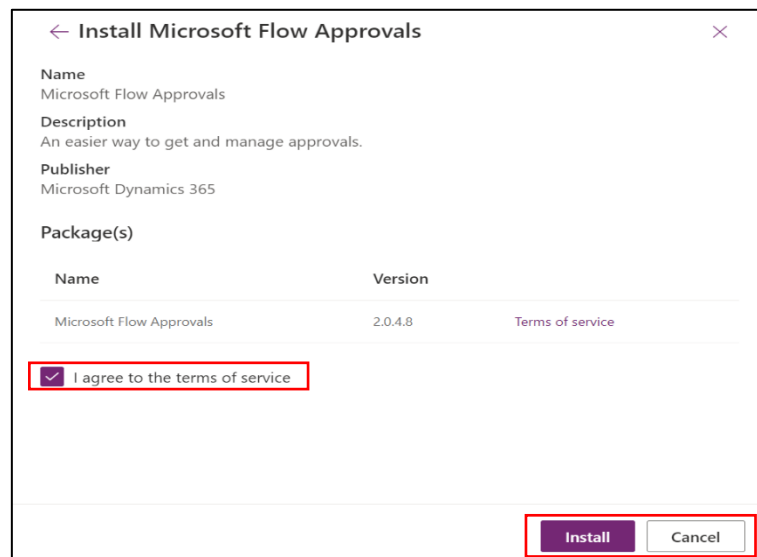 Install Microsoft Flow Approvals
Name
Microsoft Flow Approvals
Description
An easier way to get and manage approvals.
Publisher
Microsoft Dynamics 365
Package(s)
Name Version
Microsoft Flow Approvals 2.0.4.8 Terms of service
I agree to the terms of service
Install Cancel